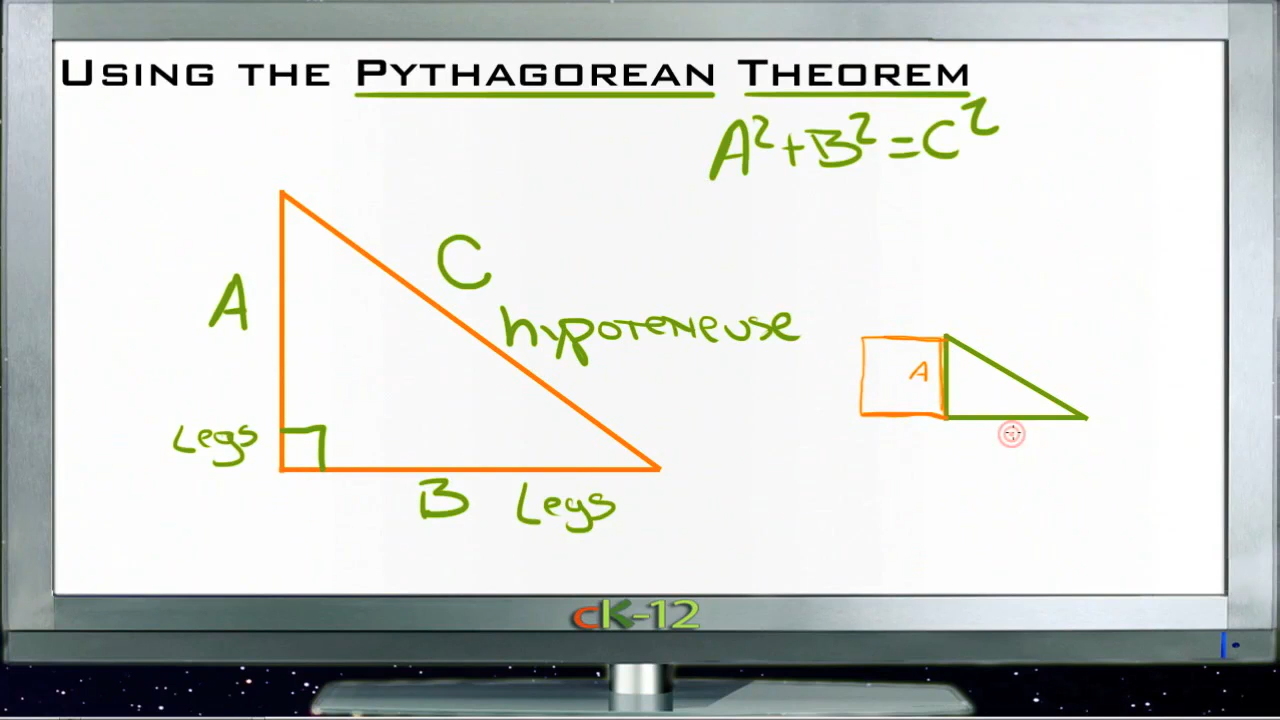 USING THE PYTHAGOREAN THEOREM
A²+B²=C²
C
A
hypoteneuse
A
Legs
B Legs
cK-12